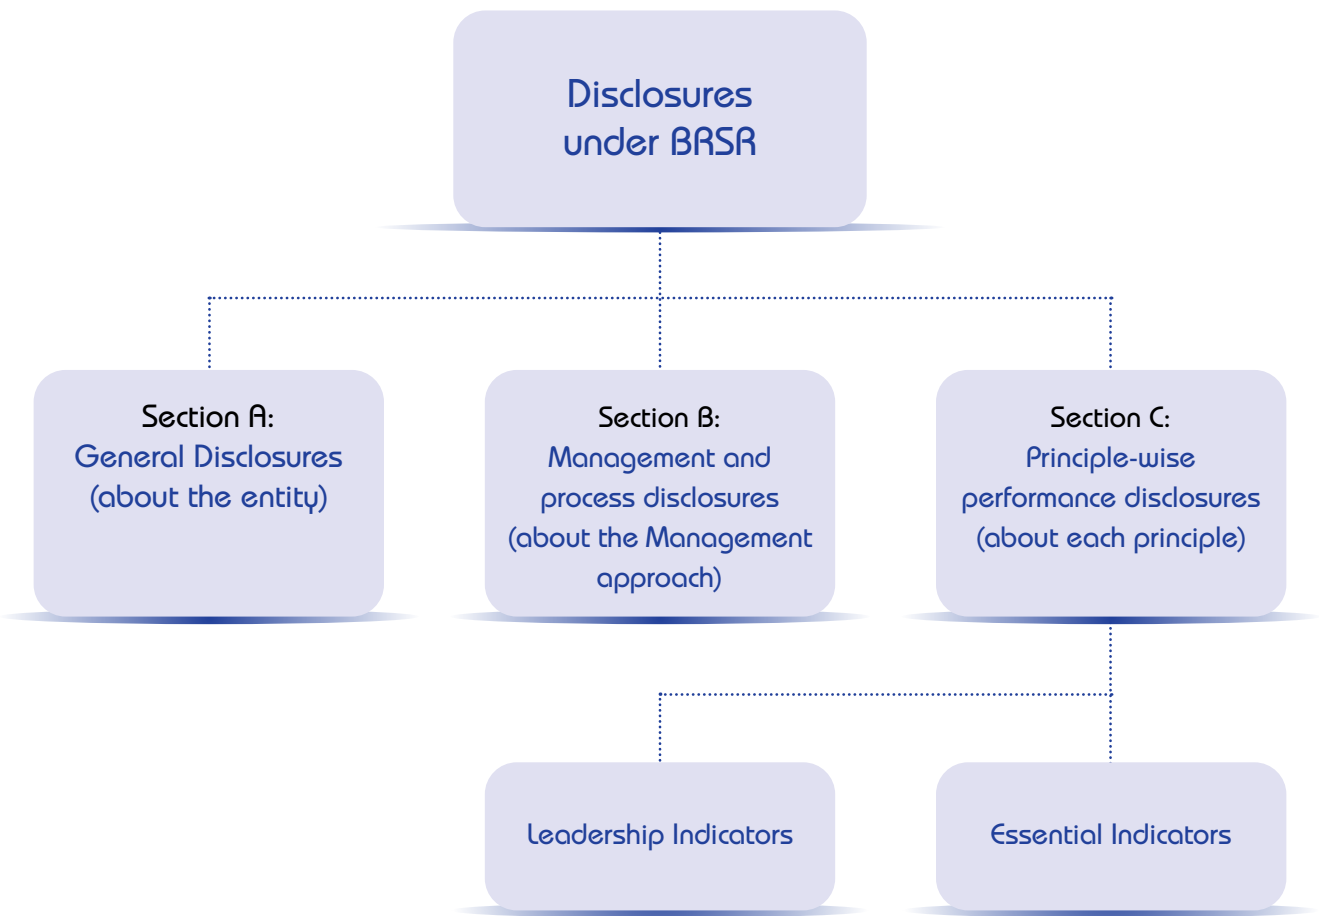 Disclosures
under BRSR
Section A:
General Disclosures
(about the entity)
Section B:
Management and
process disclosures
(about the Management
approach)
Section C:
Principle-wise
performance disclosures
(about each principle)
Leadership Indicators
Essential Indicators